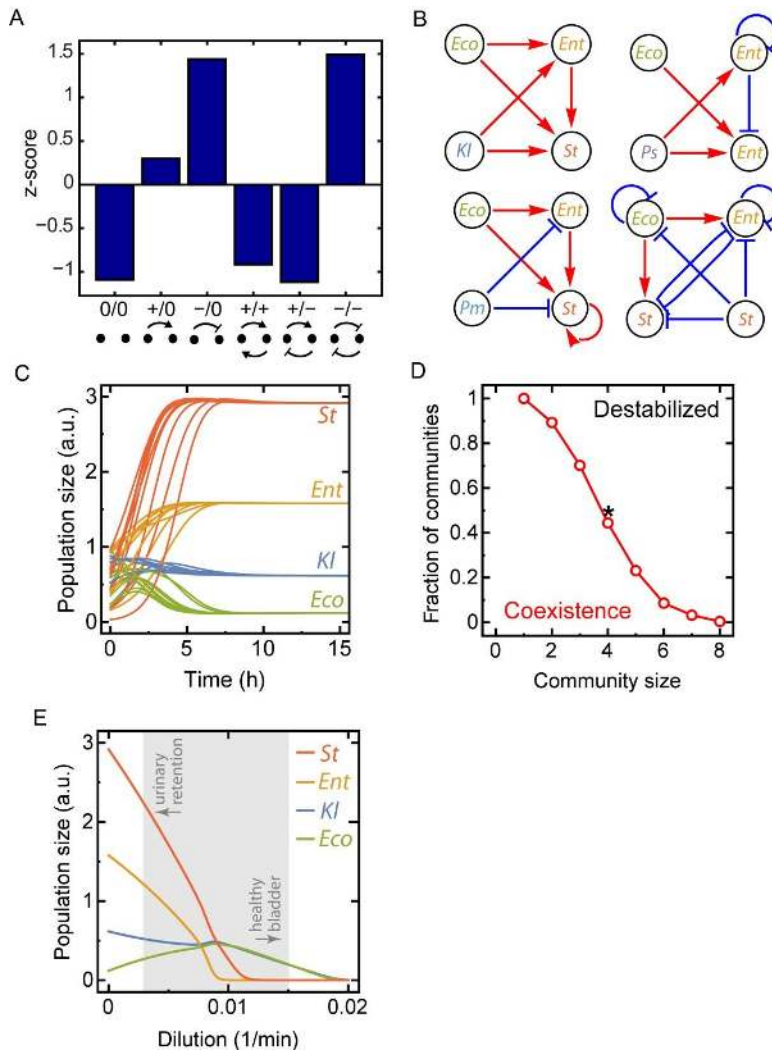 A
z-score
1.5
1
0.5
0
−0.5
−1
0/0 +/0 −/0 +/+ +/− −/−
B
Eco Ent
Kl St
Eco Ent
Ps Ent
Eco Ent
Pm St
Eco Ent
St St
C
Population size (a.u.)
3
2
1
0
St
Ent
Kl
Eco
0 5 10 15
Time (h)
D
Fraction of communities
1
0.8
0.6
0.4
0.2
0
Destabilized
*
Coexistence
0 2 4 6 8
Community size
E
Population size (a.u.)
3
2
1
0
urinary
retention
healthy
bladder
St
Ent
Kl
Eco
0 0.01 0.02
Dilution (1/min)